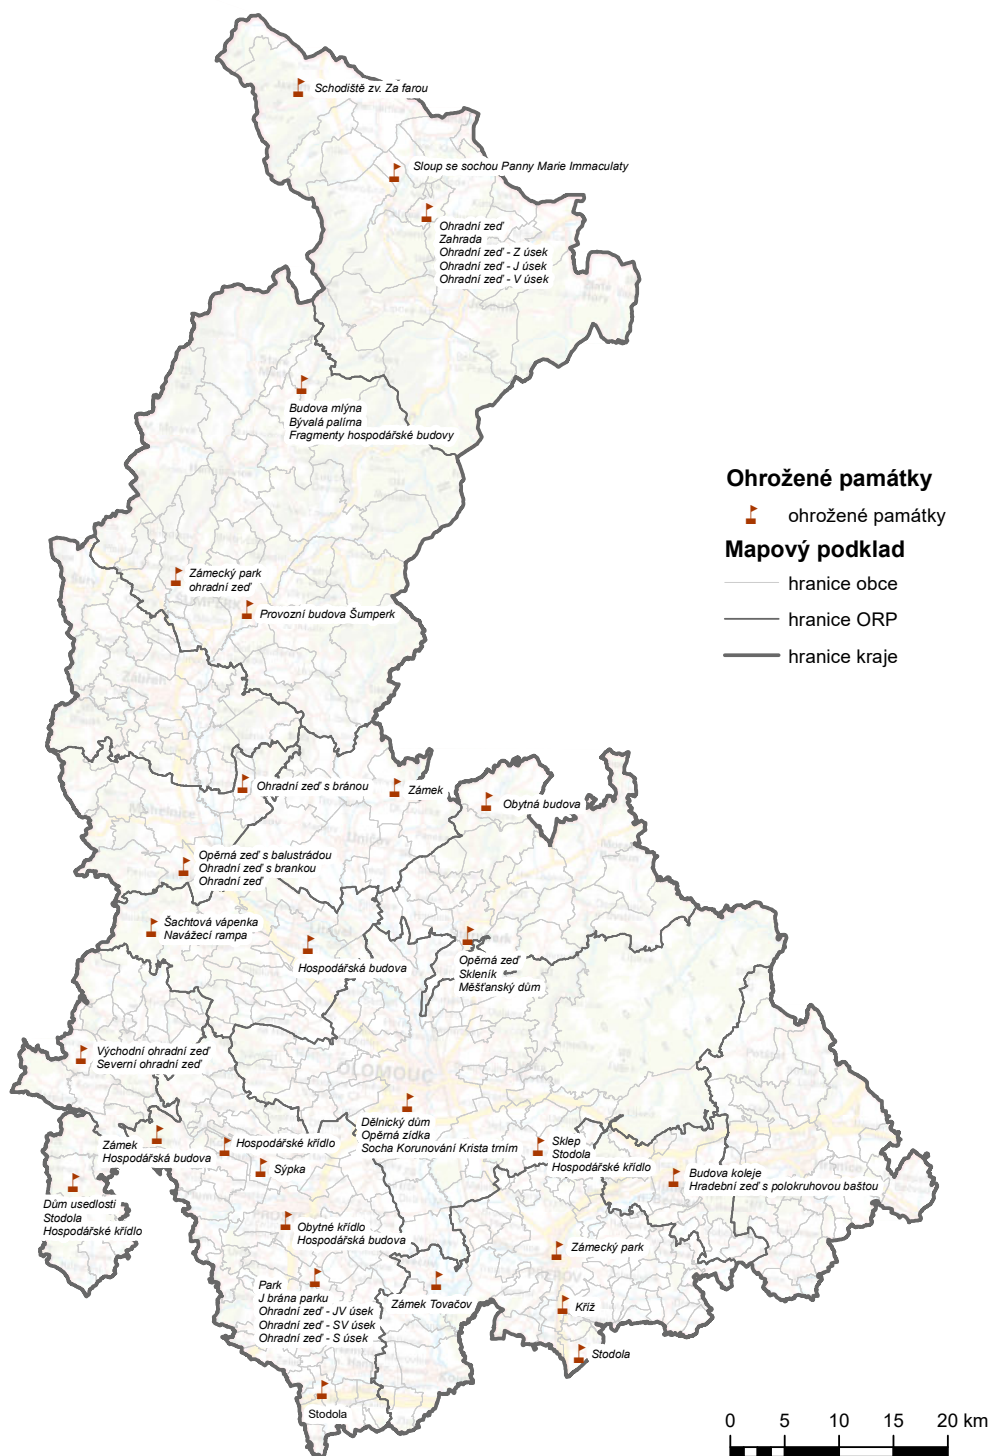 Schodiště zv. Za farou
Sloup se sochou Panny Marie Immaculaty
Ohradní zeď
Zahrada
Ohradní zeď - Z úsek
Ohradní zeď - J úsek
Ohradní zeď - V úsek
Budova mlýna
Bývalá palírna
Fragmenty hospodářské budovy
Ohrožené památky
ohrožené památky
Mapový podklad
hranice obce
hranice ORP
hranice kraje
Zámecký park
ohradní zeď
Provozní budova Šumperk
Zábřeh
Ohradní zeď s bránou
Zámek
Obytná budova
Mohelnice
Uničov
Opěrná zeď s balustrádou
Ohradní zeď s brankou
Ohradní zeď
Šachtová vápenka
Navážecí rampa
Hospodářská budova
Opěrná zeď
Skleník
Měšťanský dům
Východní ohradní zeď
Severní ohradní zeď
OLOMOUC
Dělnický dům
Opěrná zídka
Socha Korunování Krista trním
Zámek
Hospodářská budova
Hospodářské křídlo
Sýpka
Sklep
Stodola
Hospodářské křídlo
Budova koleje
Hradební zeď s polokruhovou baštou
Hranice
Dům usedlosti
Stodola
Hospodářské křídlo
Obytné křídlo
Hospodářská budova
Zámecký park
Park
J brána parku
Ohradní zeď - JV úsek
Ohradní zeď - SV úsek
Ohradní zeď - S úsek
Zámek Tovačov
Kříž
Stodola
Stodola
0 5 10 15 20 km